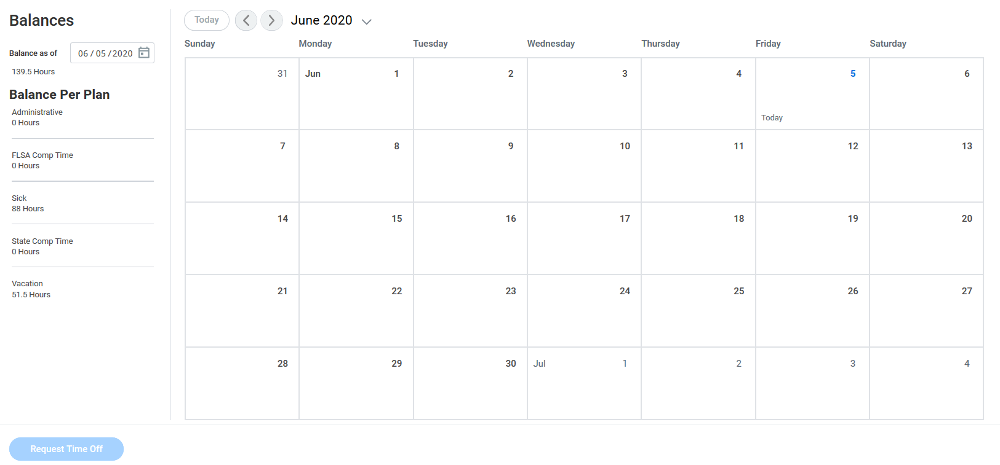 Balances
Balance as of 06 / 05 / 2020
139.5 Hours
Balance Per Plan
Administrative
0 Hours
FLSA Comp Time
0 Hours
Sick
88 Hours
State Comp Time
0 Hours
Vacation
51.5 Hours
Request Time Off
Today June 2020
Sunday Monday Tuesday Wednesday Thursday Friday Saturday
31 Jun 1 2 3 4 5 6
Today
7 8 9 10 11 12 13
14 15 16 17 18 19 20
21 22 23 24 25 26 27
28 29 30 Jul 1 2 3 4